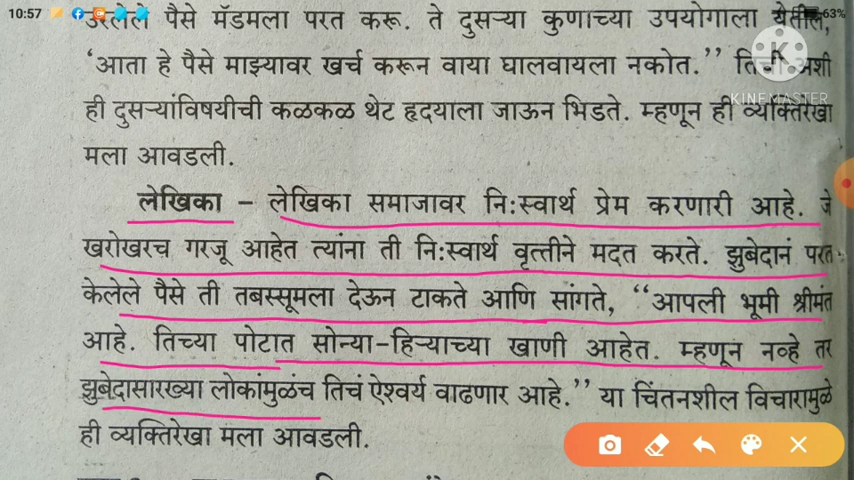 10:57
63%
उरलेले पैसे मॅडमला परत करू. ते दुसऱ्या कुणाच्या उपयोगाला येतील,
‘आता हे पैसे माझ्यावर खर्च करून वाया घालवायला नकोत.’’ तिची अशी
KINEMASTER
ही दुसऱ्यांविषयीची कळकळ थेट हृदयाला जाऊन भिडते. म्हणून ही व्यक्तिरेखा
मला आवडली.
लेखिका – लेखिका समाजावर नि:स्वार्थ प्रेम करणारी आहे. जे
खरोखरच गरजू आहेत त्यांना ती नि:स्वार्थ वृत्तीने मदत करते. झुबेदानं परत
केलेले पैसे ती तबस्सूमला देऊन टाकते आणि सांगते, ‘‘आपली भूमी श्रीमंत
आहे. तिच्या पोटात सोन्या-हिऱ्याच्या खाणी आहेत. म्हणून नव्हे तर
झुबेदासारख्या लोकांमुळंच तिचं ऐश्वर्य वाढणार आहे.’’ या चिंतनशील विचारामुळे
ही व्यक्तिरेखा मला आवडली.